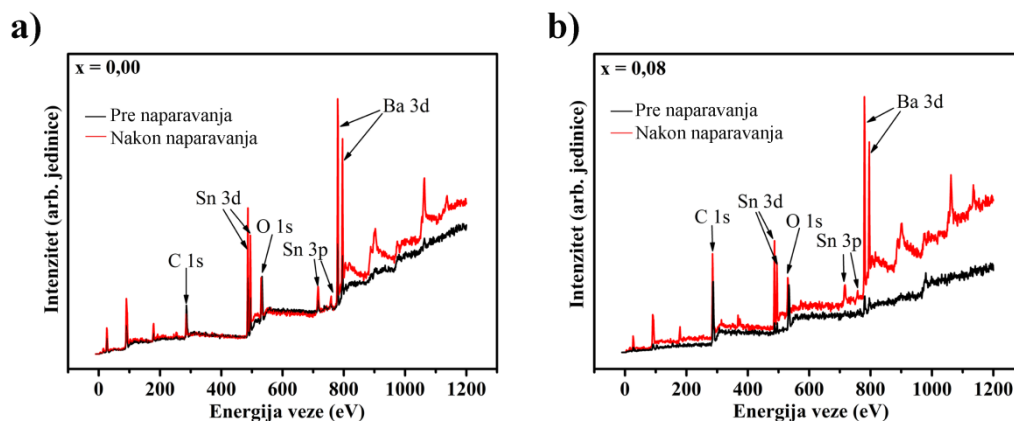 a)
x = 0,00
Pre naparavanja
Nakon naparavanja
Ba 3d
Sn 3d
O 1s
Sn 3p
C 1s
Intenzitet (arb. jedinice)
0 200 400 600 800 1000 1200
Energija veze (eV)
b)
x = 0,08
Pre naparavanja
Nakon naparavanja
Ba 3d
Sn 3d
C 1s
O 1s
Sn 3p
Intenzitet (arb. jedinice)
0 200 400 600 800 1000 1200
Energija veze (eV)